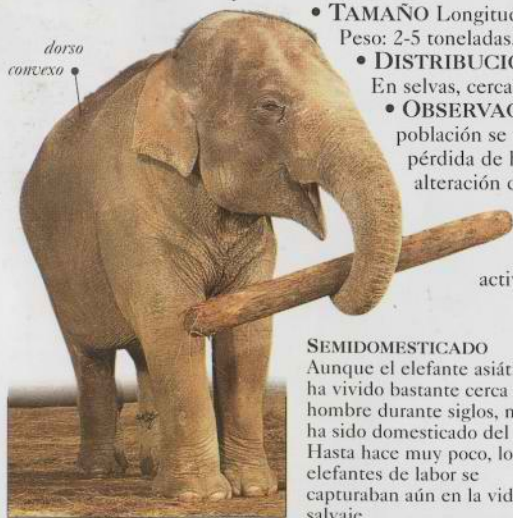 dorso
convexo
• TAMAÑO Longitud
Peso: 2-5 toneladas.
• DISTRIBUCIÓ
En selvas, cerca
• OBSERVAC
población se
pérdida de h
alteración d
activ
SEMIDOMESTICADO
Aunque el elefante asiát
ha vivido bastante cerca
hombre durante siglos, n
ha sido domesticado del
Hasta hace muy poco, lo
elefantes de labor se
capturaban aún en la vid
salvaje